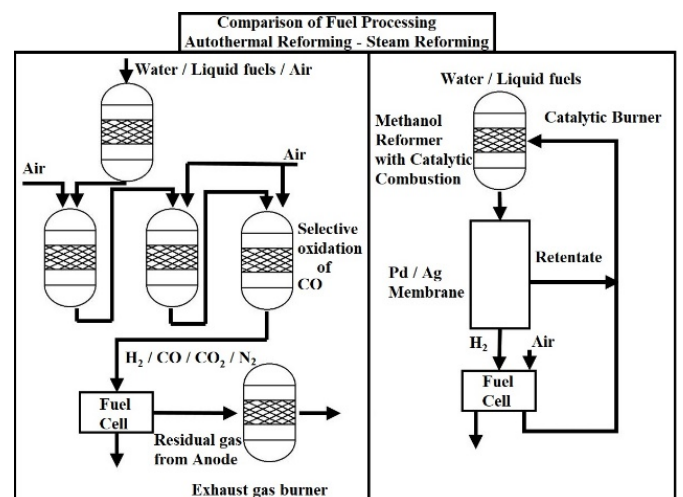 Comparison of Fuel Processing
Autothermal Reforming - Steam Reforming
Water / Liquid fuels / Air
Air
Air
Selective
oxidation
of
CO
H₂ / CO / CO₂ / N₂
Fuel
Cell
Residual gas
from Anode
Exhaust gas burner
Water / Liquid fuels
Methanol
Reformer
with Catalytic
Combustion
Catalytic Burner
Pd / Ag
Membrane
Retentate
H₂
Air
Fuel
Cell